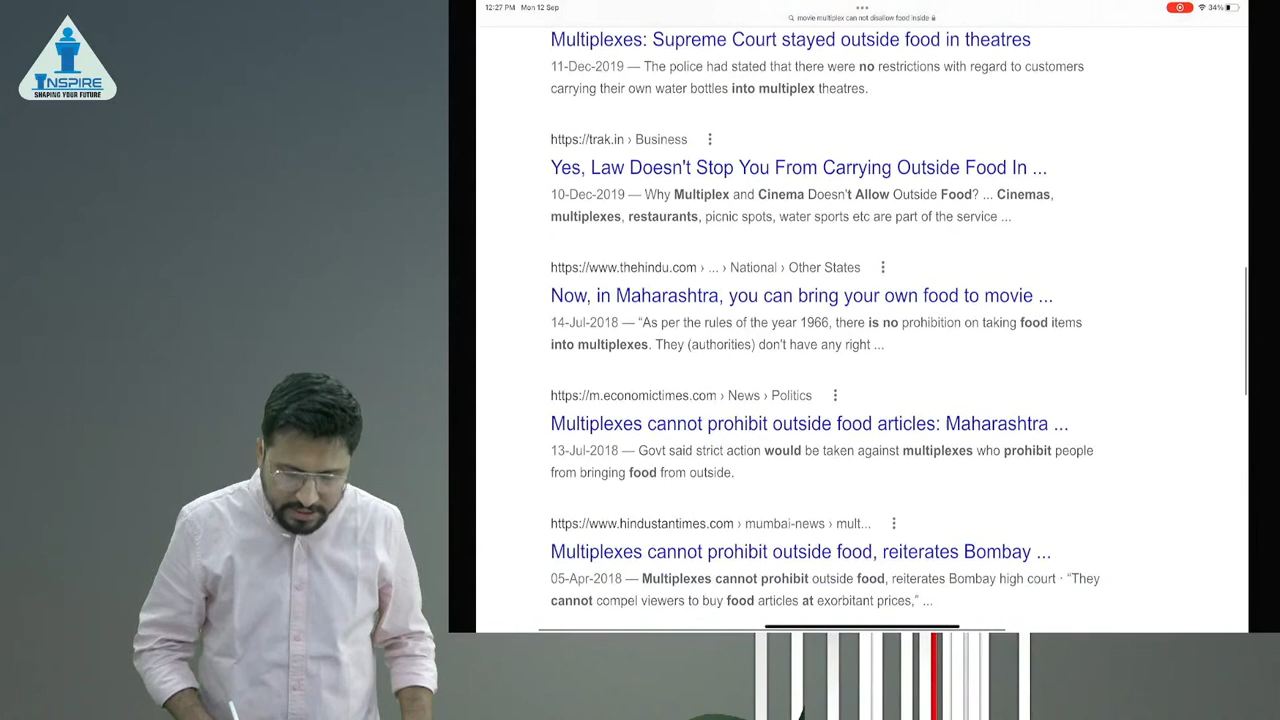 12:27 PM Mon 12 Sep
34%
movie multiplex can not disallow food inside
INSPIRE
SHAPING YOUR FUTURE
Multiplexes: Supreme Court stayed outside food in theatres
11-Dec-2019 — The police had stated that there were no restrictions with regard to customers
carrying their own water bottles into multiplex theatres.
https://trak.in › Business
Yes, Law Doesn't Stop You From Carrying Outside Food In ...
10-Dec-2019 — Why Multiplex and Cinema Doesn't Allow Outside Food? ... Cinemas,
multiplexes, restaurants, picnic spots, water sports etc are part of the service ...
https://www.thehindu.com › ... › National › Other States
Now, in Maharashtra, you can bring your own food to movie ...
14-Jul-2018 — “As per the rules of the year 1966, there is no prohibition on taking food items
into multiplexes. They (authorities) don’t have any right ...
https://m.economictimes.com › News › Politics
Multiplexes cannot prohibit outside food articles: Maharashtra ...
13-Jul-2018 — Govt said strict action would be taken against multiplexes who prohibit people
from bringing food from outside.
https://www.hindustantimes.com › mumbai-news › mult...
Multiplexes cannot prohibit outside food, reiterates Bombay ...
05-Apr-2018 — Multiplexes cannot prohibit outside food, reiterates Bombay high court · “They
cannot compel viewers to buy food articles at exorbitant prices,” ...